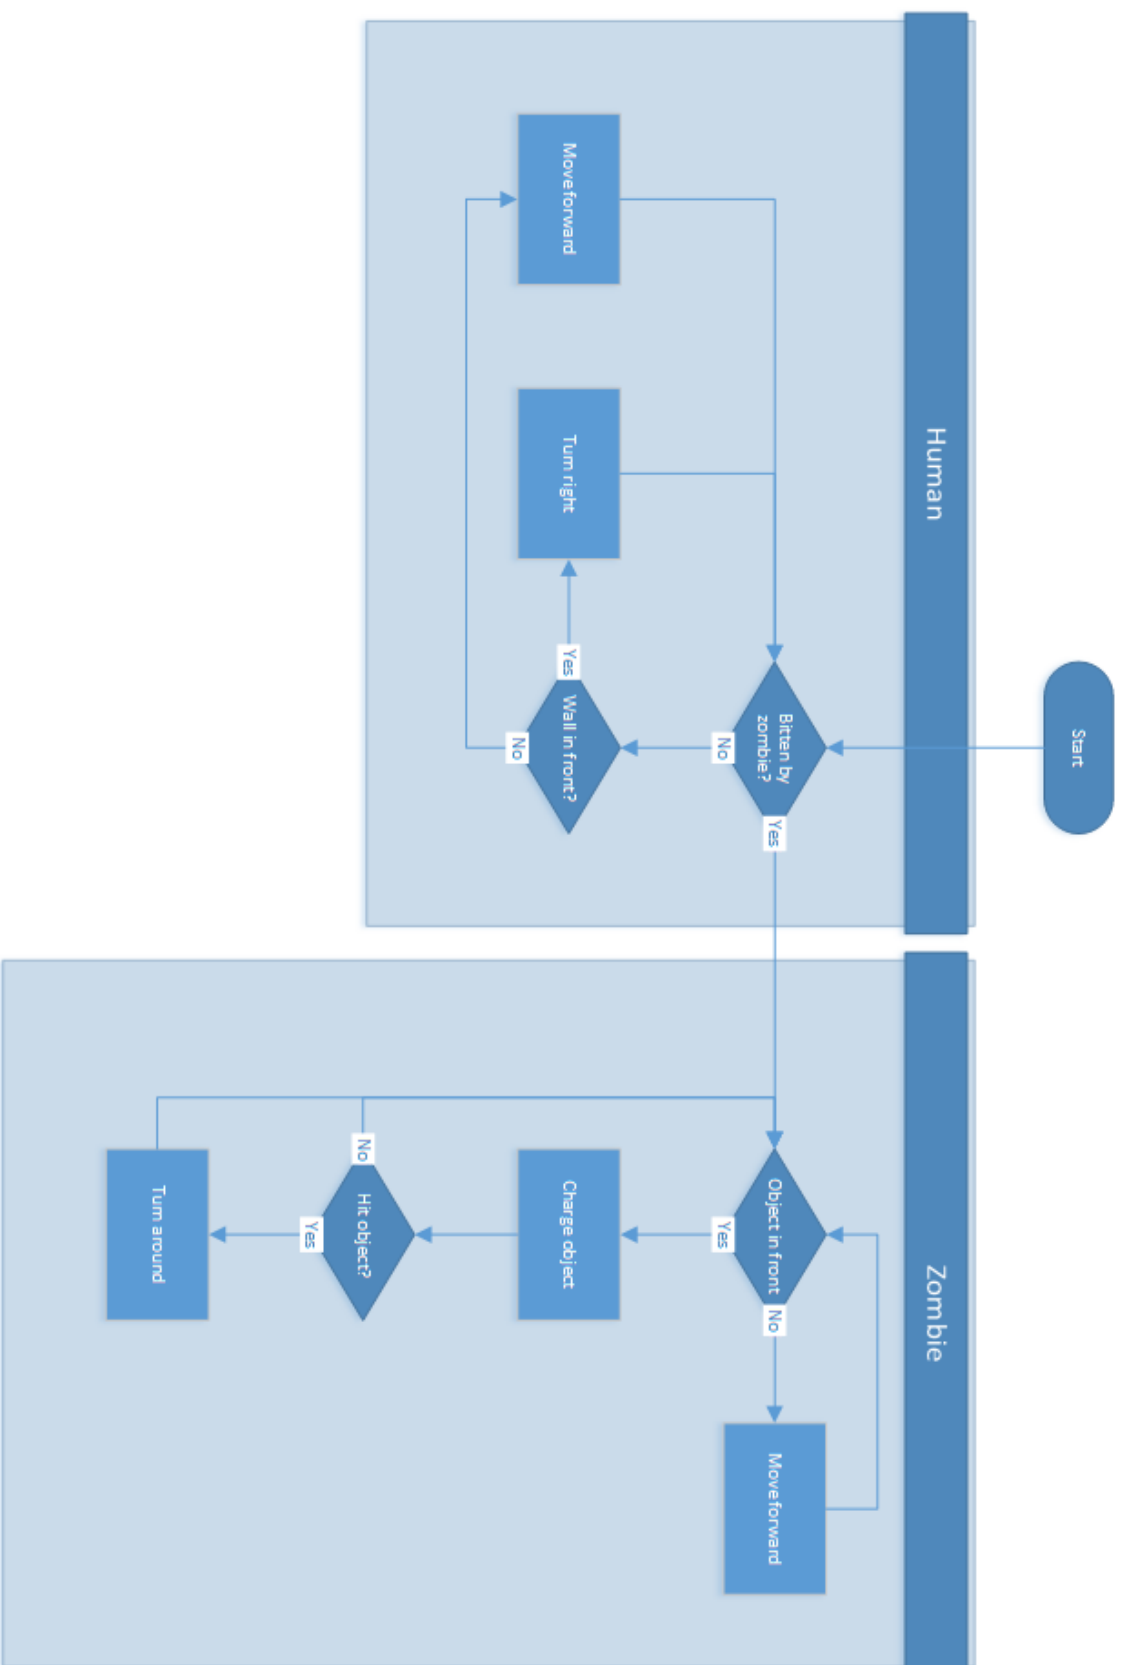 Start
Human
Bitten by
zombie?
Yes
No
Wall in front?
Yes
No
Turn right
Move forward
Zombie
Object in front
No
Yes
Move forward
Charge object
Hit object?
No
Yes
Turn around